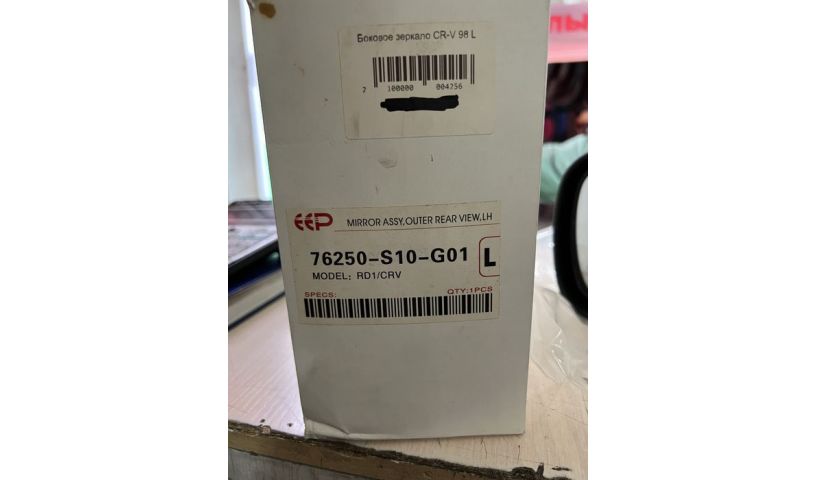 Боковое зеркало CR-V 98 L
2 100000 004256
EEP MIRROR ASSY,OUTER REAR VIEW,LH
76250-S10-G01 L
MODEL: RD1/CRV
SPECS: QTY:1PCS